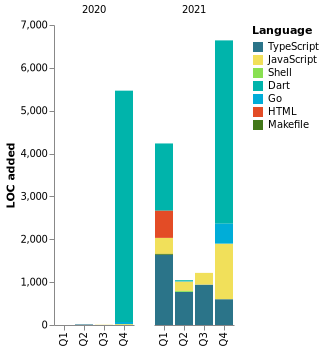 2020 2021
Language
TypeScript
JavaScript
Shell
Dart
Go
HTML
Makefile
LOC added
7,000
6,000
5,000
4,000
3,000
2,000
1,000
0
Q1 Q2 Q3 Q4 Q1 Q2 Q3 Q4